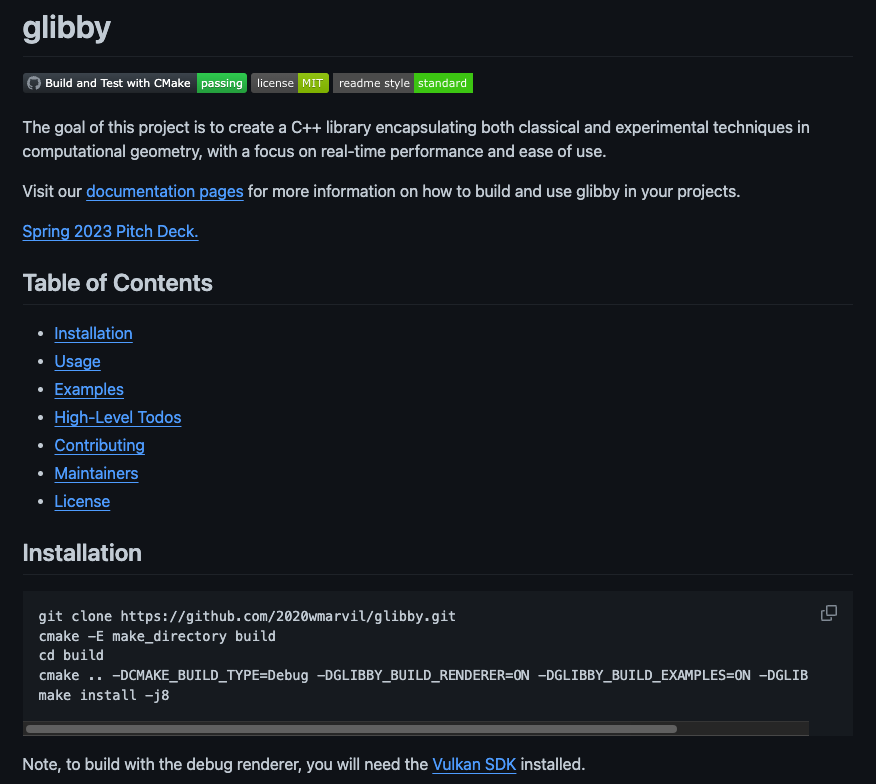 glibby
Build and Test with CMake passing license MIT readme style standard
The goal of this project is to create a C++ library encapsulating both classical and experimental techniques in
computational geometry, with a focus on real-time performance and ease of use.
Visit our documentation pages for more information on how to build and use glibby in your projects.
Spring 2023 Pitch Deck.
Table of Contents
• Installation
• Usage
• Examples
• High-Level Todos
• Contributing
• Maintainers
• License
Installation
git clone https://github.com/2020wmarvil/glibby.git
cmake -E make_directory build
cd build
cmake .. -DCMAKE_BUILD_TYPE=Debug -DGLIBBY_BUILD_RENDERER=ON -DGLIBBY_BUILD_EXAMPLES=ON -DGLIB
make install -j8
Note, to build with the debug renderer, you will need the Vulkan SDK installed.